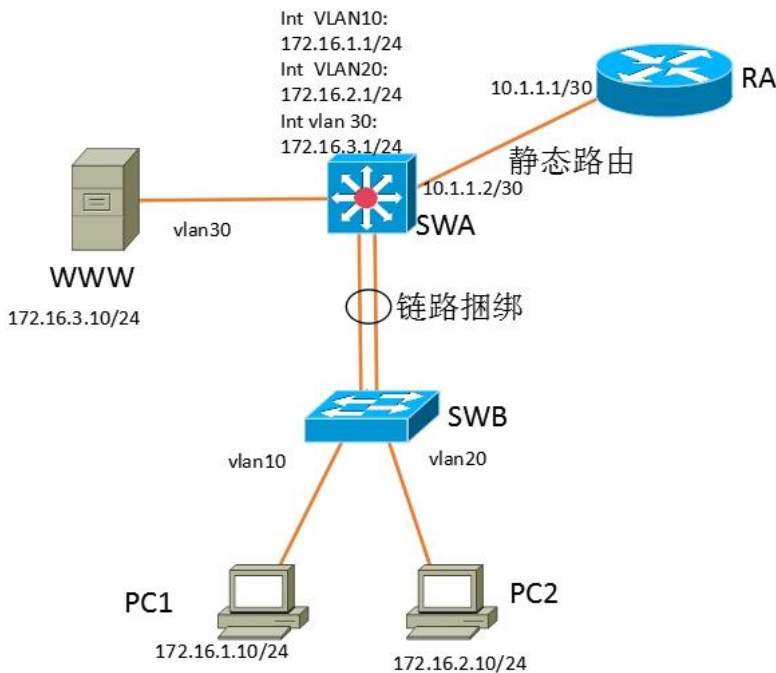 Int VLAN10:
172.16.1.1/24
Int VLAN20:
172.16.2.1/24
Int vlan 30:
172.16.3.1/24
10.1.1.1/30
RA
静态路由
10.1.1.2/30
SWA
vlan30
WWW
172.16.3.10/24
链路捆绑
SWB
vlan10
vlan20
PC1
172.16.1.10/24
PC2
172.16.2.10/24